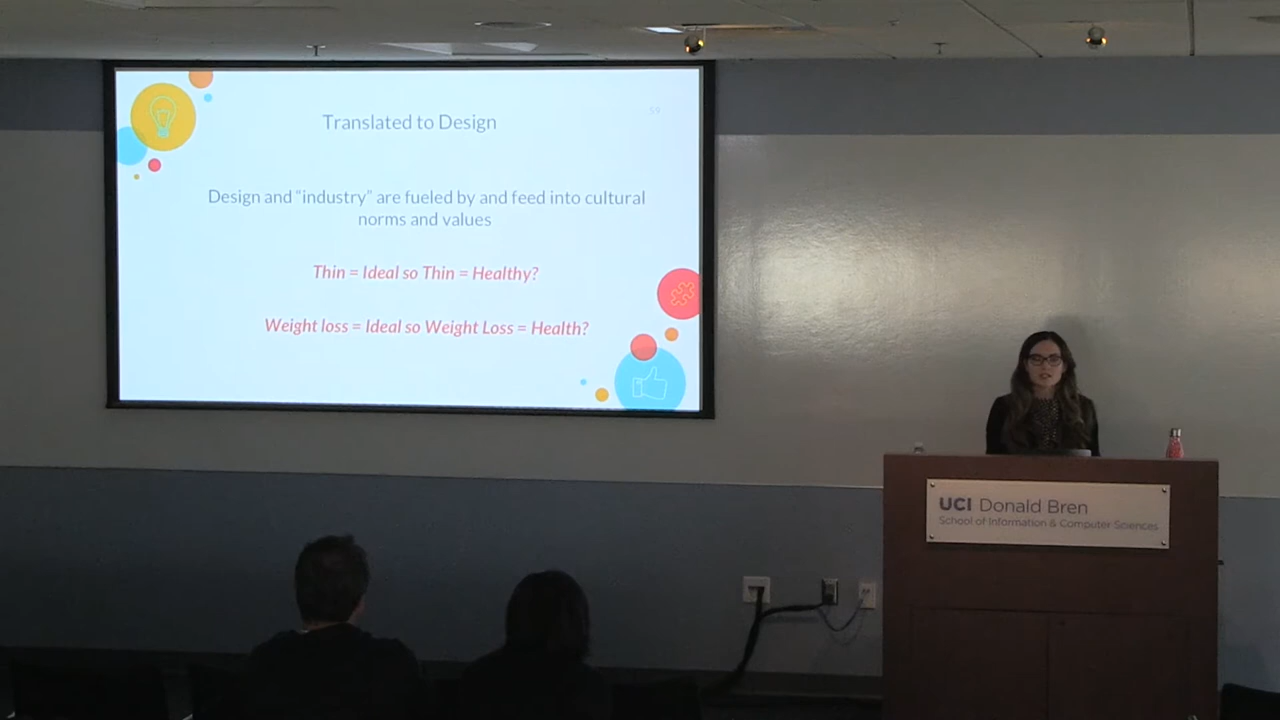 59
Translated to Design
Design and “industry” are fueled by and feed into cultural
norms and values
Thin = Ideal so Thin = Healthy?
Weight loss = Ideal so Weight Loss = Health?
UCI Donald Bren
School of Information & Computer Sciences